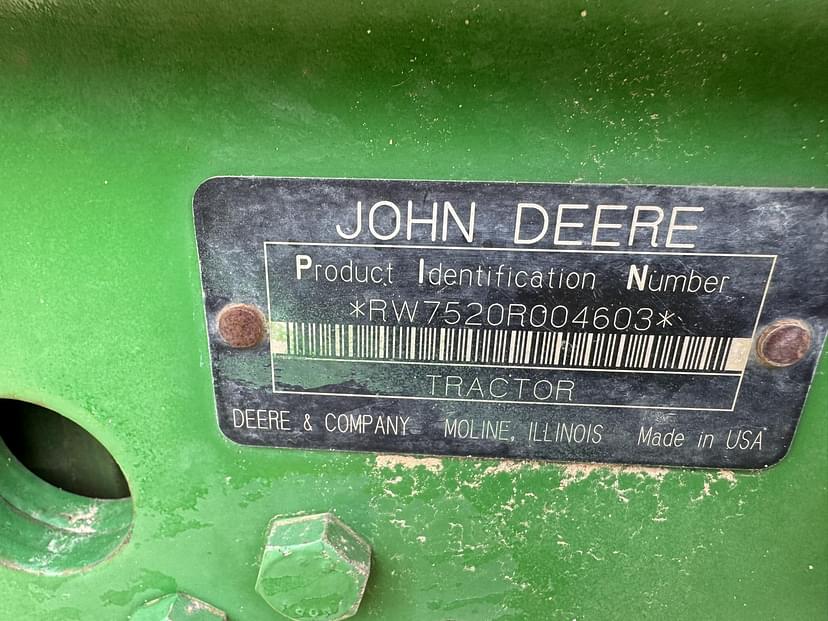 JOHN DEERE
Product Identification Number
*RW7520R004603*
TRACTOR
DEERE & COMPANY MOLINE, ILLINOIS Made in USA